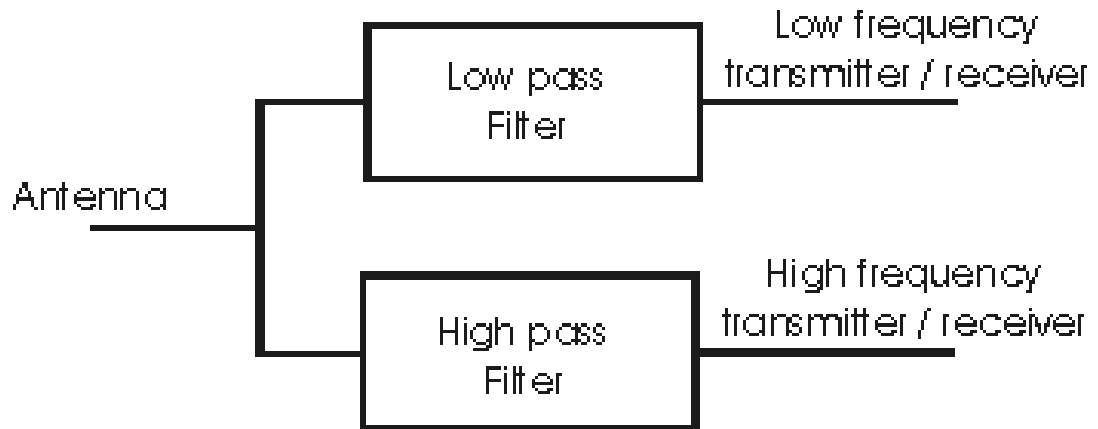 Low frequency
transmitter / receiver
Low pass
Filter
Antenna
High frequency
transmitter / receiver
High pass
Filter